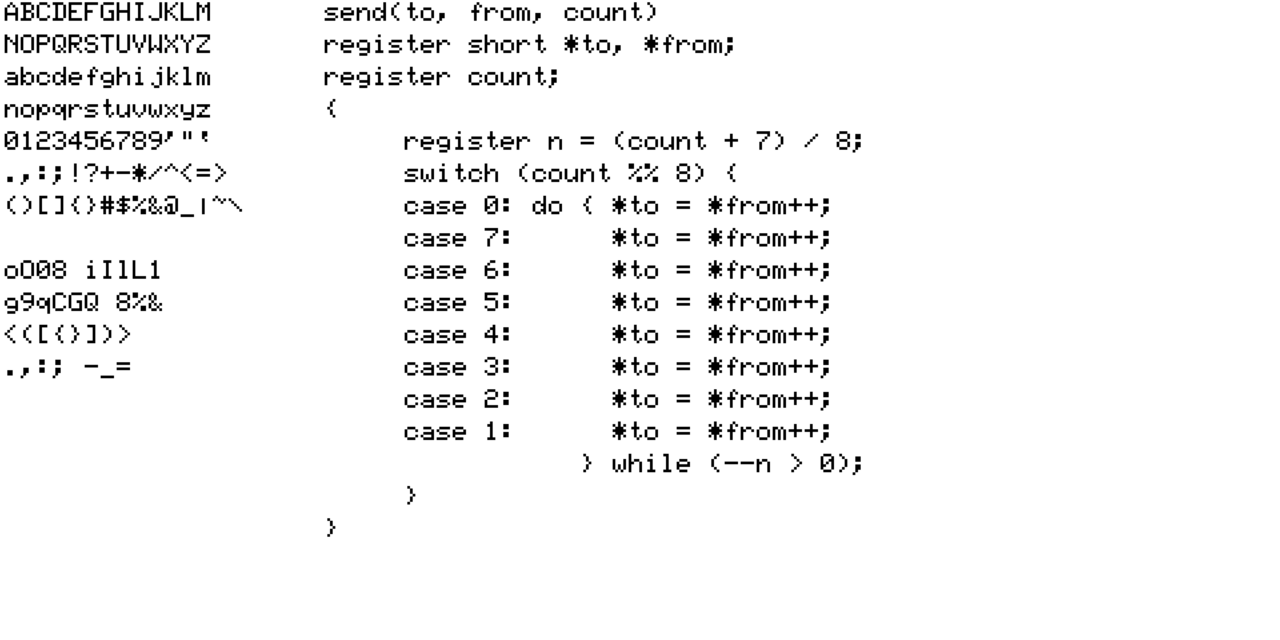 ABCDEFGHIJKLM
NOPQRSTUVWXYZ
abcdefghijklm
nopqrstuvwxyz
0123456789'"'
.,:;!?+-*/^<=>
()[]{}#$%&@_|~\
oO08 iIlL1
g9qCGQ 8%&
<([{}])>
.,:; -_=
send(to, from, count)
register short *to, *from;
register count;
{
     register n = (count + 7) / 8;
     switch (count %% 8) {
     case 0: do { *to = *from++;
     case 7:      *to = *from++;
     case 6:      *to = *from++;
     case 5:      *to = *from++;
     case 4:      *to = *from++;
     case 3:      *to = *from++;
     case 2:      *to = *from++;
     case 1:      *to = *from++;
                } while (--n > 0);
     }
}